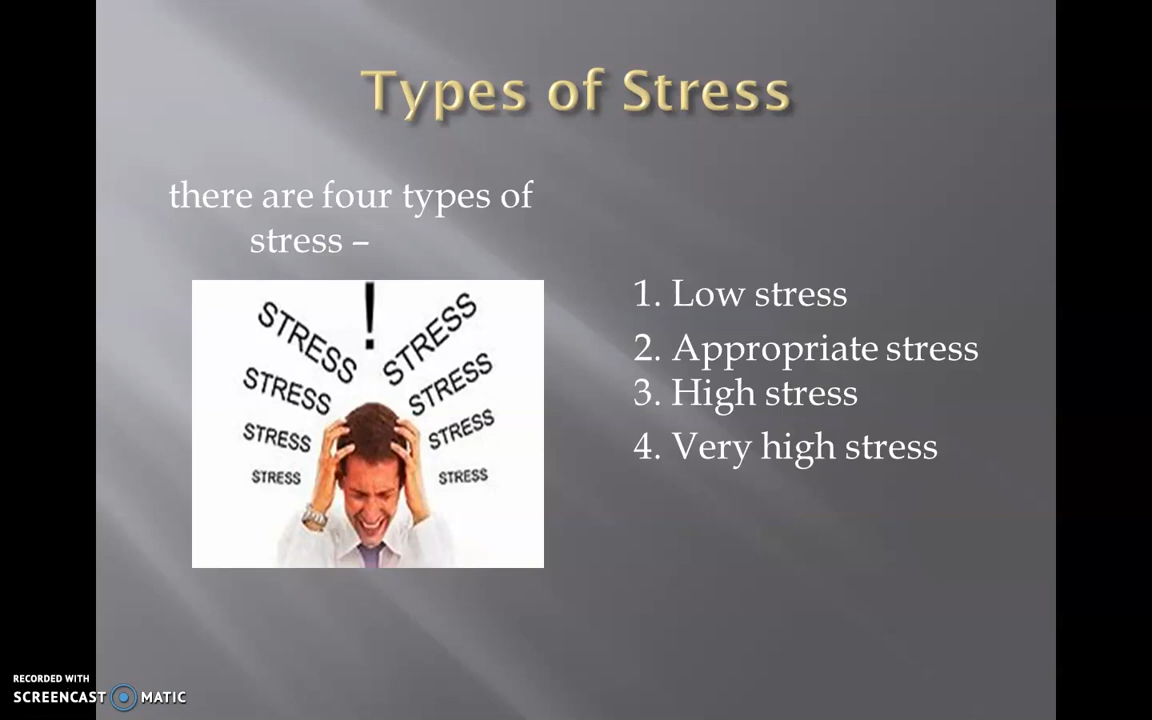 Types of Stress
there are four types of
stress –
!
STRESS
STRESS
STRESS
STRESS
STRESS
STRESS
STRESS
STRESS
1. Low stress
2. Appropriate stress
3. High stress
4. Very high stress
RECORDED WITH
SCREENCAST MATIC